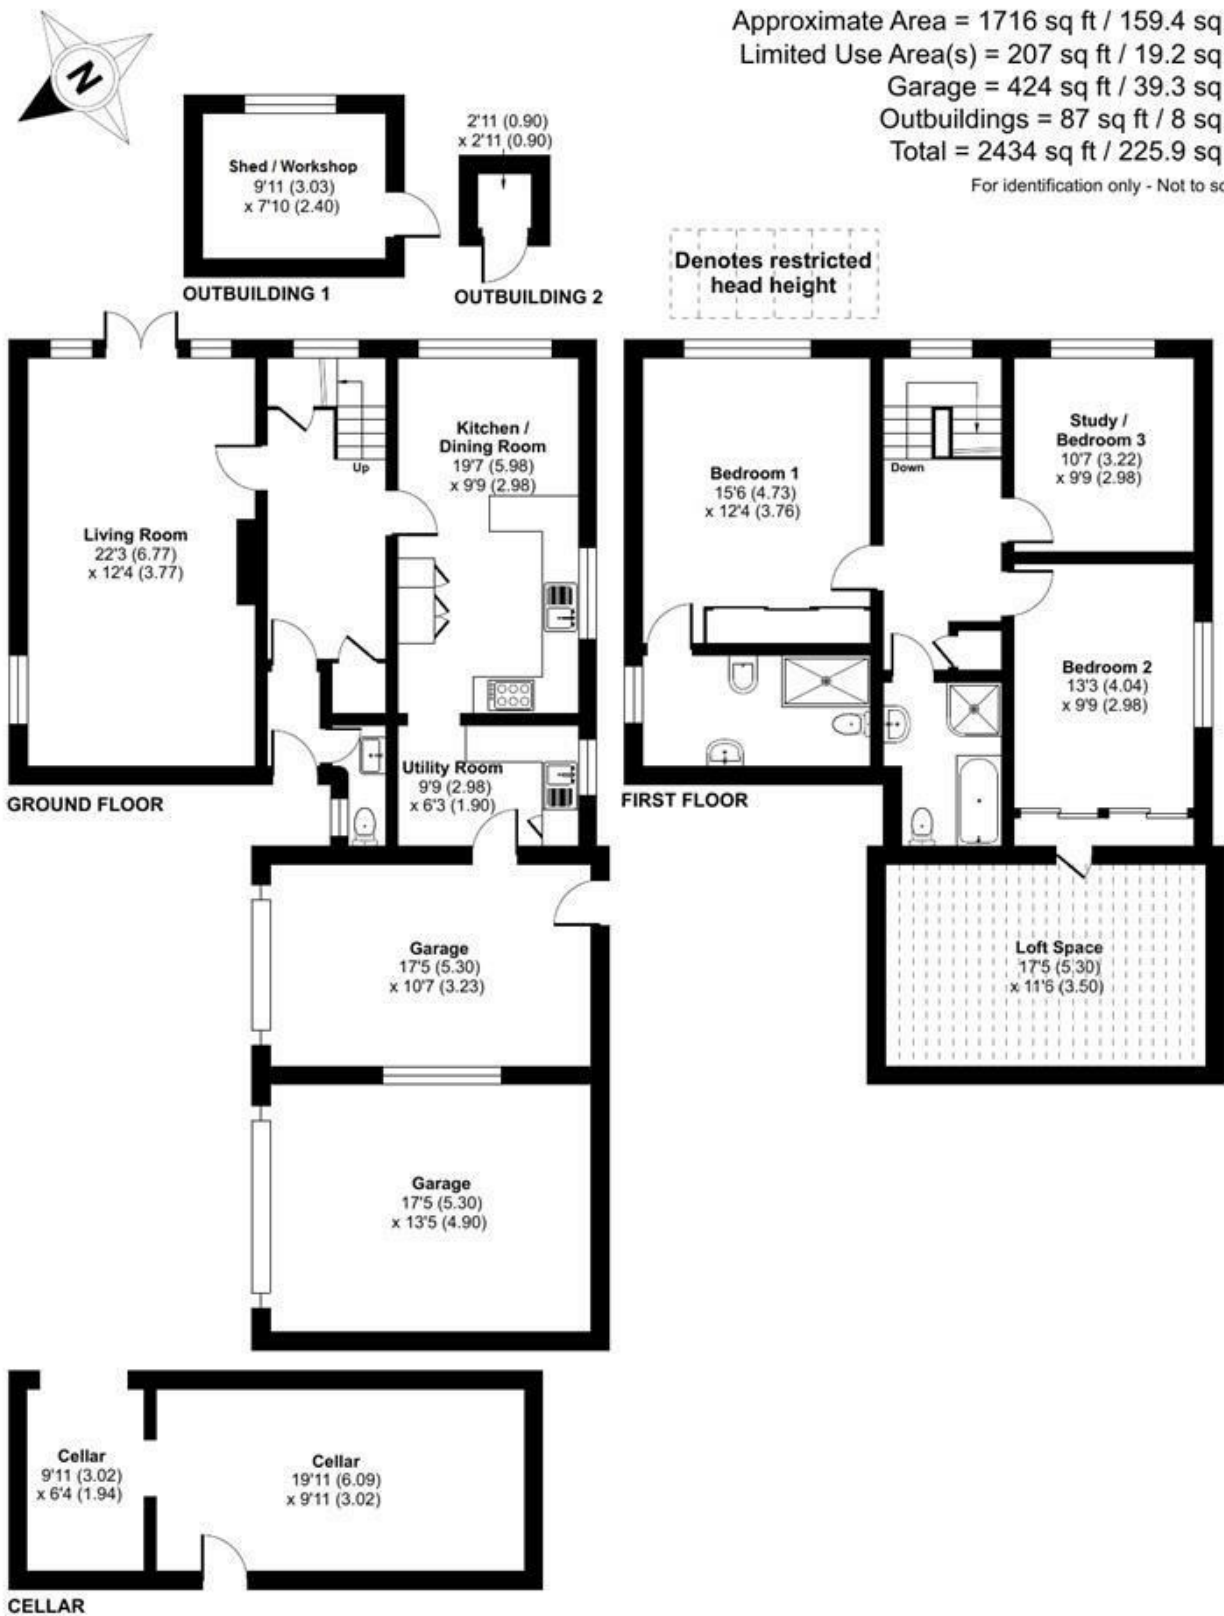 Approximate Area = 1716 sq ft / 159.4 sq
Limited Use Area(s) = 207 sq ft / 19.2 sq
Garage = 424 sq ft / 39.3 sq
Outbuildings = 87 sq ft / 8 sq
Total = 2434 sq ft / 225.9 sq
For identification only - Not to sc
N
Shed / Workshop
9'11 (3.03)
x 7'10 (2.40)
OUTBUILDING 1
2'11 (0.90)
x 2'11 (0.90)
OUTBUILDING 2
Denotes restricted
head height
Living Room
22'3 (6.77)
x 12'4 (3.77)
Up
Kitchen /
Dining Room
19'7 (5.98)
x 9'9 (2.98)
Utility Room
9'9 (2.98)
x 6'3 (1.90)
GROUND FLOOR
Garage
17'5 (5.30)
x 10'7 (3.23)
Garage
17'5 (5.30)
x 13'5 (4.90)
Bedroom 1
15'6 (4.73)
x 12'4 (3.76)
Down
Study /
Bedroom 3
10'7 (3.22)
x 9'9 (2.98)
Bedroom 2
13'3 (4.04)
x 9'9 (2.98)
FIRST FLOOR
Loft Space
17'5 (5.30)
x 11'6 (3.50)
Cellar
9'11 (3.02)
x 6'4 (1.94)
Cellar
19'11 (6.09)
x 9'11 (3.02)
CELLAR